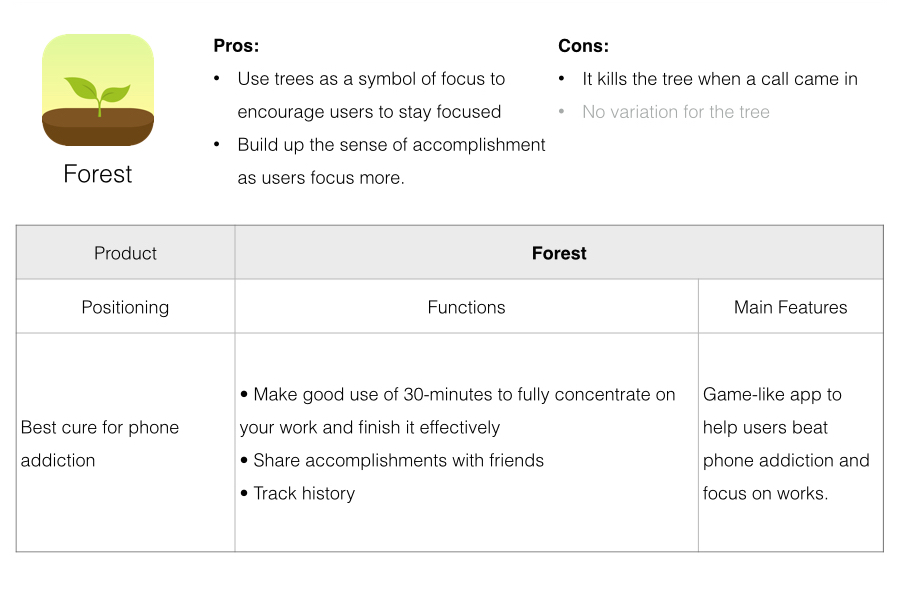 Forest
Pros:
• Use trees as a symbol of focus to
encourage users to stay focused
• Build up the sense of accomplishment
as users focus more.
Cons:
• It kills the tree when a call came in
• No variation for the tree
Product
Forest
Positioning
Functions
Main Features
Best cure for phone
addiction
• Make good use of 30-minutes to fully concentrate on
your work and finish it effectively
• Share accomplishments with friends
• Track history
Game-like app to
help users beat
phone addiction and
focus on works.